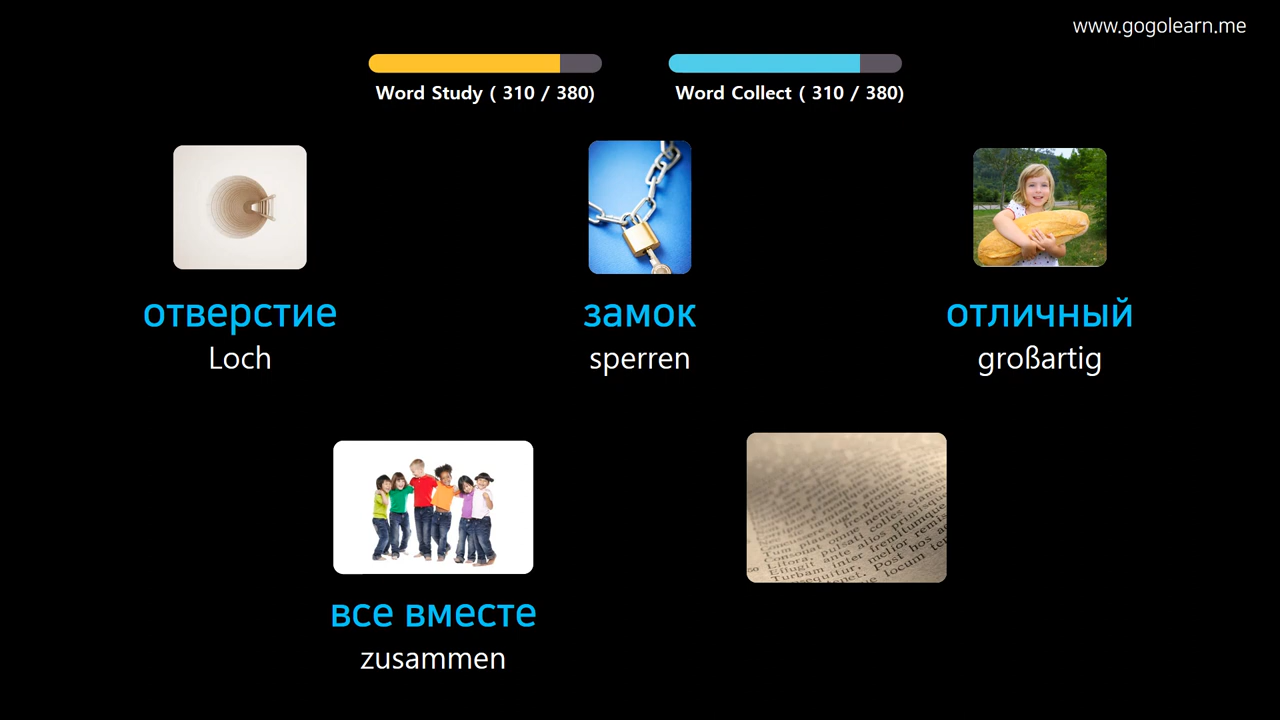 www.gogolearn.me
Word Study ( 310 / 380)
Word Collect ( 310 / 380)
отверстие
Loch
замок
sperren
отличный
großartig
все вместе
zusammen